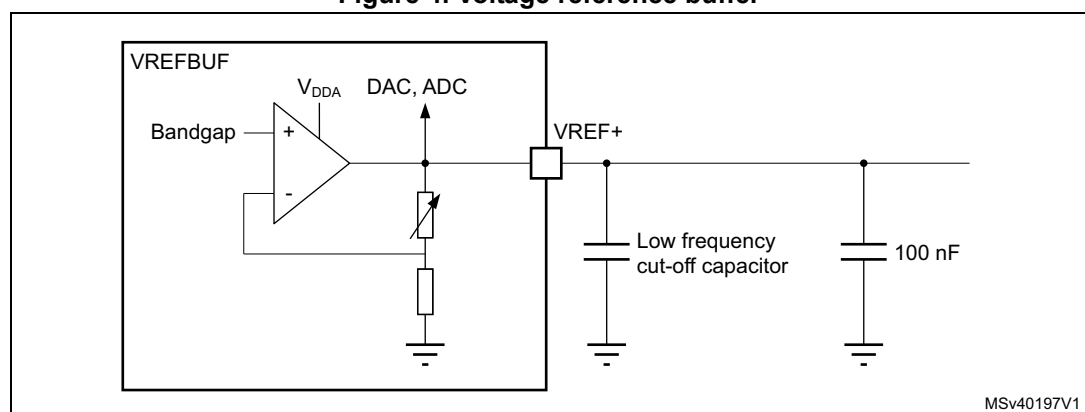 Figure 4. Voltage reference buffer
VREFBUF
VDDA
DAC, ADC
Bandgap
+
-
VREF+
Low frequency
cut-off capacitor
100 nF
MSv40197V1